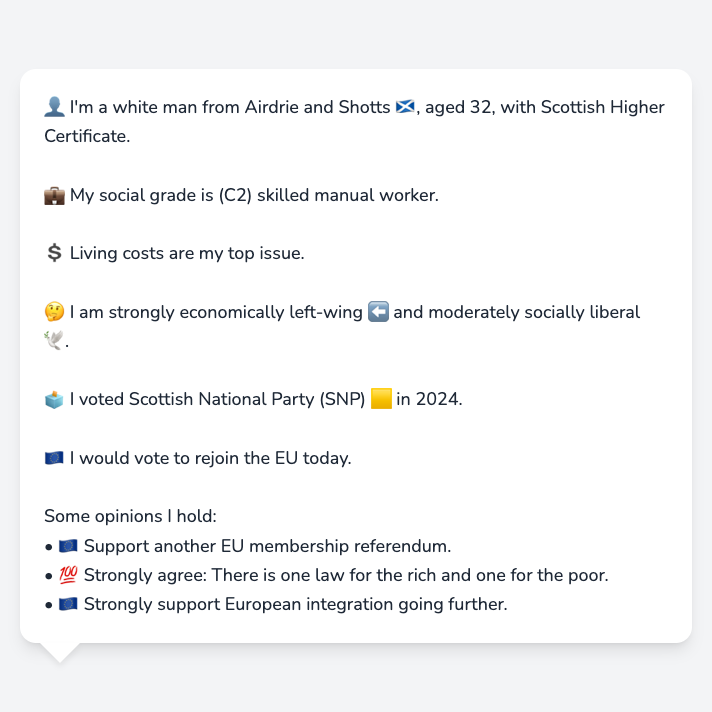 👤 I'm a white man from Airdrie and Shotts 🏴󠁧󠁢󠁳󠁣󠁴󠁿, aged 32, with Scottish Higher
Certificate.
💼 My social grade is (C2) skilled manual worker.
💲 Living costs are my top issue.
🤔 I am strongly economically left-wing ⬅️ and moderately socially liberal
🕊️.
🗳️ I voted Scottish National Party (SNP) 🟨 in 2024.
🇪🇺 I would vote to rejoin the EU today.
Some opinions I hold:
• 🇪🇺 Support another EU membership referendum.
• 💯 Strongly agree: There is one law for the rich and one for the poor.
• 🇪🇺 Strongly support European integration going further.